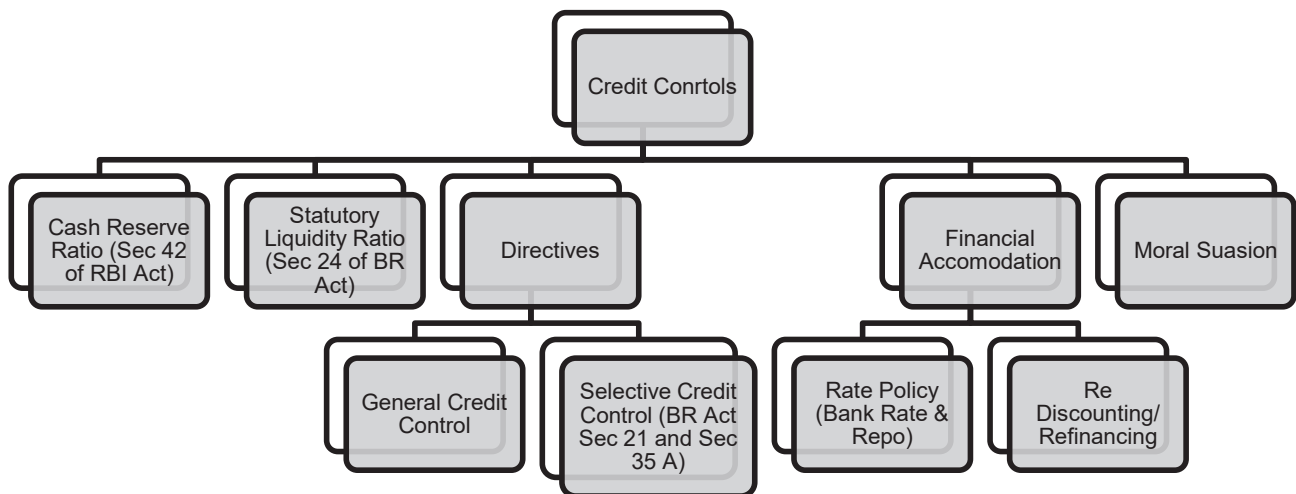 Credit Conrtols
Cash Reserve
Ratio (Sec 42
of RBI Act)
Statutory
Liquidity Ratio
(Sec 24 of BR
Act)
Directives
Financial
Accomodation
Moral Suasion
General Credit
Control
Selective Credit
Control (BR Act
Sec 21 and Sec
35 A)
Rate Policy
(Bank Rate &
Repo)
Re
Discounting/
Refinancing